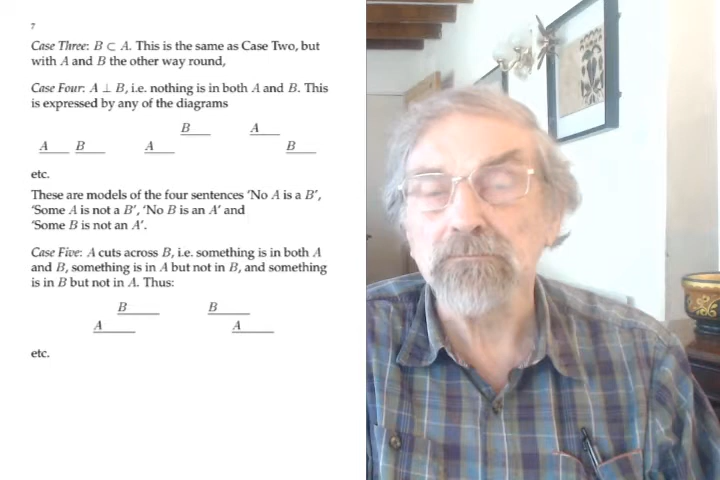 7
Case Three: B ⊂ A. This is the same as Case Two, but
with A and B the other way round,
Case Four: A ⊥ B, i.e. nothing is in both A and B. This
is expressed by any of the diagrams
B A
A B A B
etc.
These are models of the four sentences ‘No A is a B’,
‘Some A is not a B’, ‘No B is an A’ and
‘Some B is not an A’.
Case Five: A cuts across B, i.e. something is in both A
and B, something is in A but not in B, and something
is in B but not in A. Thus:
B B
A A
etc.